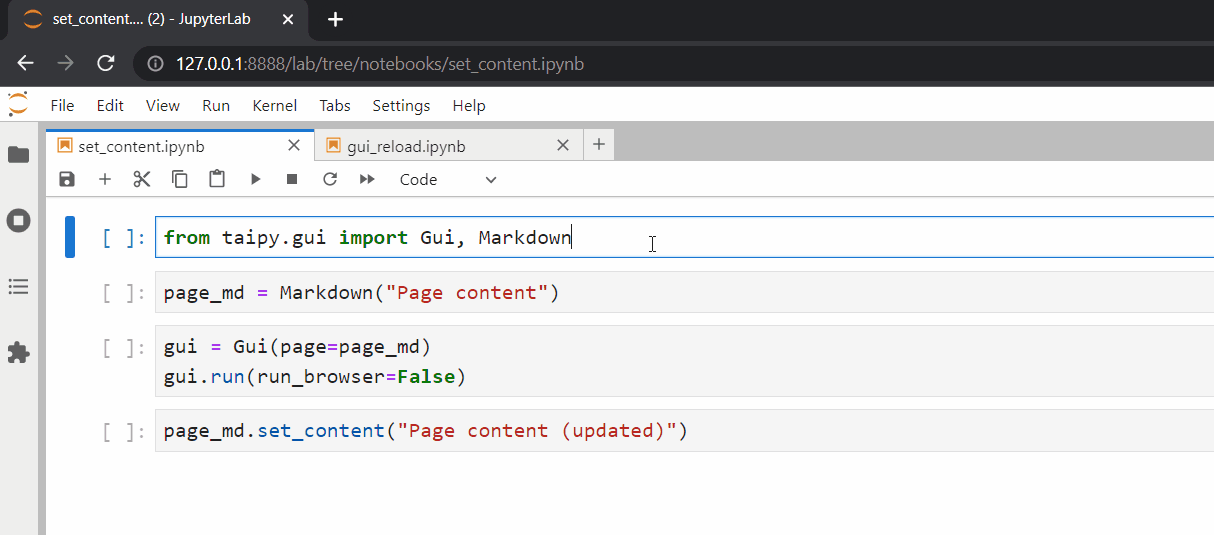 set_content.... (2) - JupyterLab
127.0.0.1:8888/lab/tree/notebooks/set_content.ipynb
File Edit View Run Kernel Tabs Settings Help
set_content.ipynb gui_reload.ipynb
Code
[ ]: from taipy.gui import Gui, Markdown
[ ]: page_md = Markdown("Page content")
[ ]: gui = Gui(page=page_md)
gui.run(run_browser=False)
[ ]: page_md.set_content("Page content (updated)")